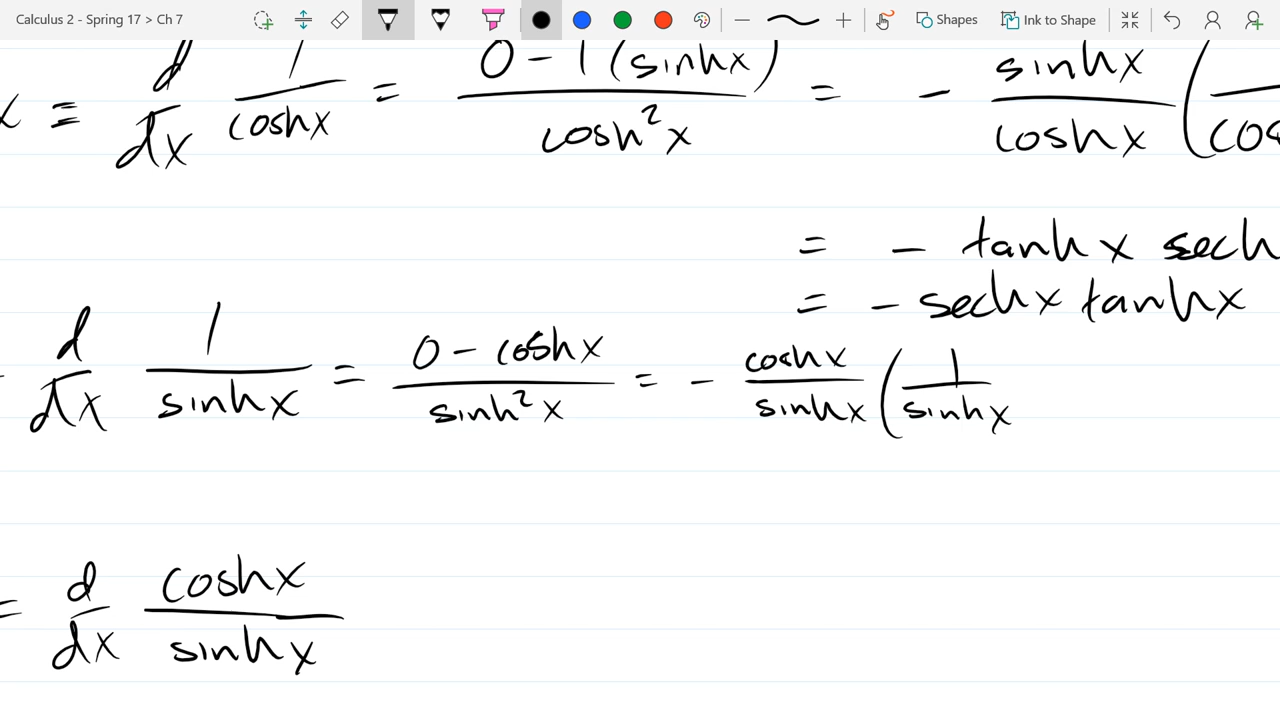 Calculus 2 - Spring 17 > Ch 7 Shapes Ink to Shape
x = d/dx 1/coshx = 0 - 1(sinhx)/cosh²x = - sinhx/coshx (
= - tanhx sech
= - sechx tanhx
d/dx 1/sinhx = 0 - coshx/sinh²x = - coshx/sinhx (1/sinhx
= d/dx coshx/sinhx